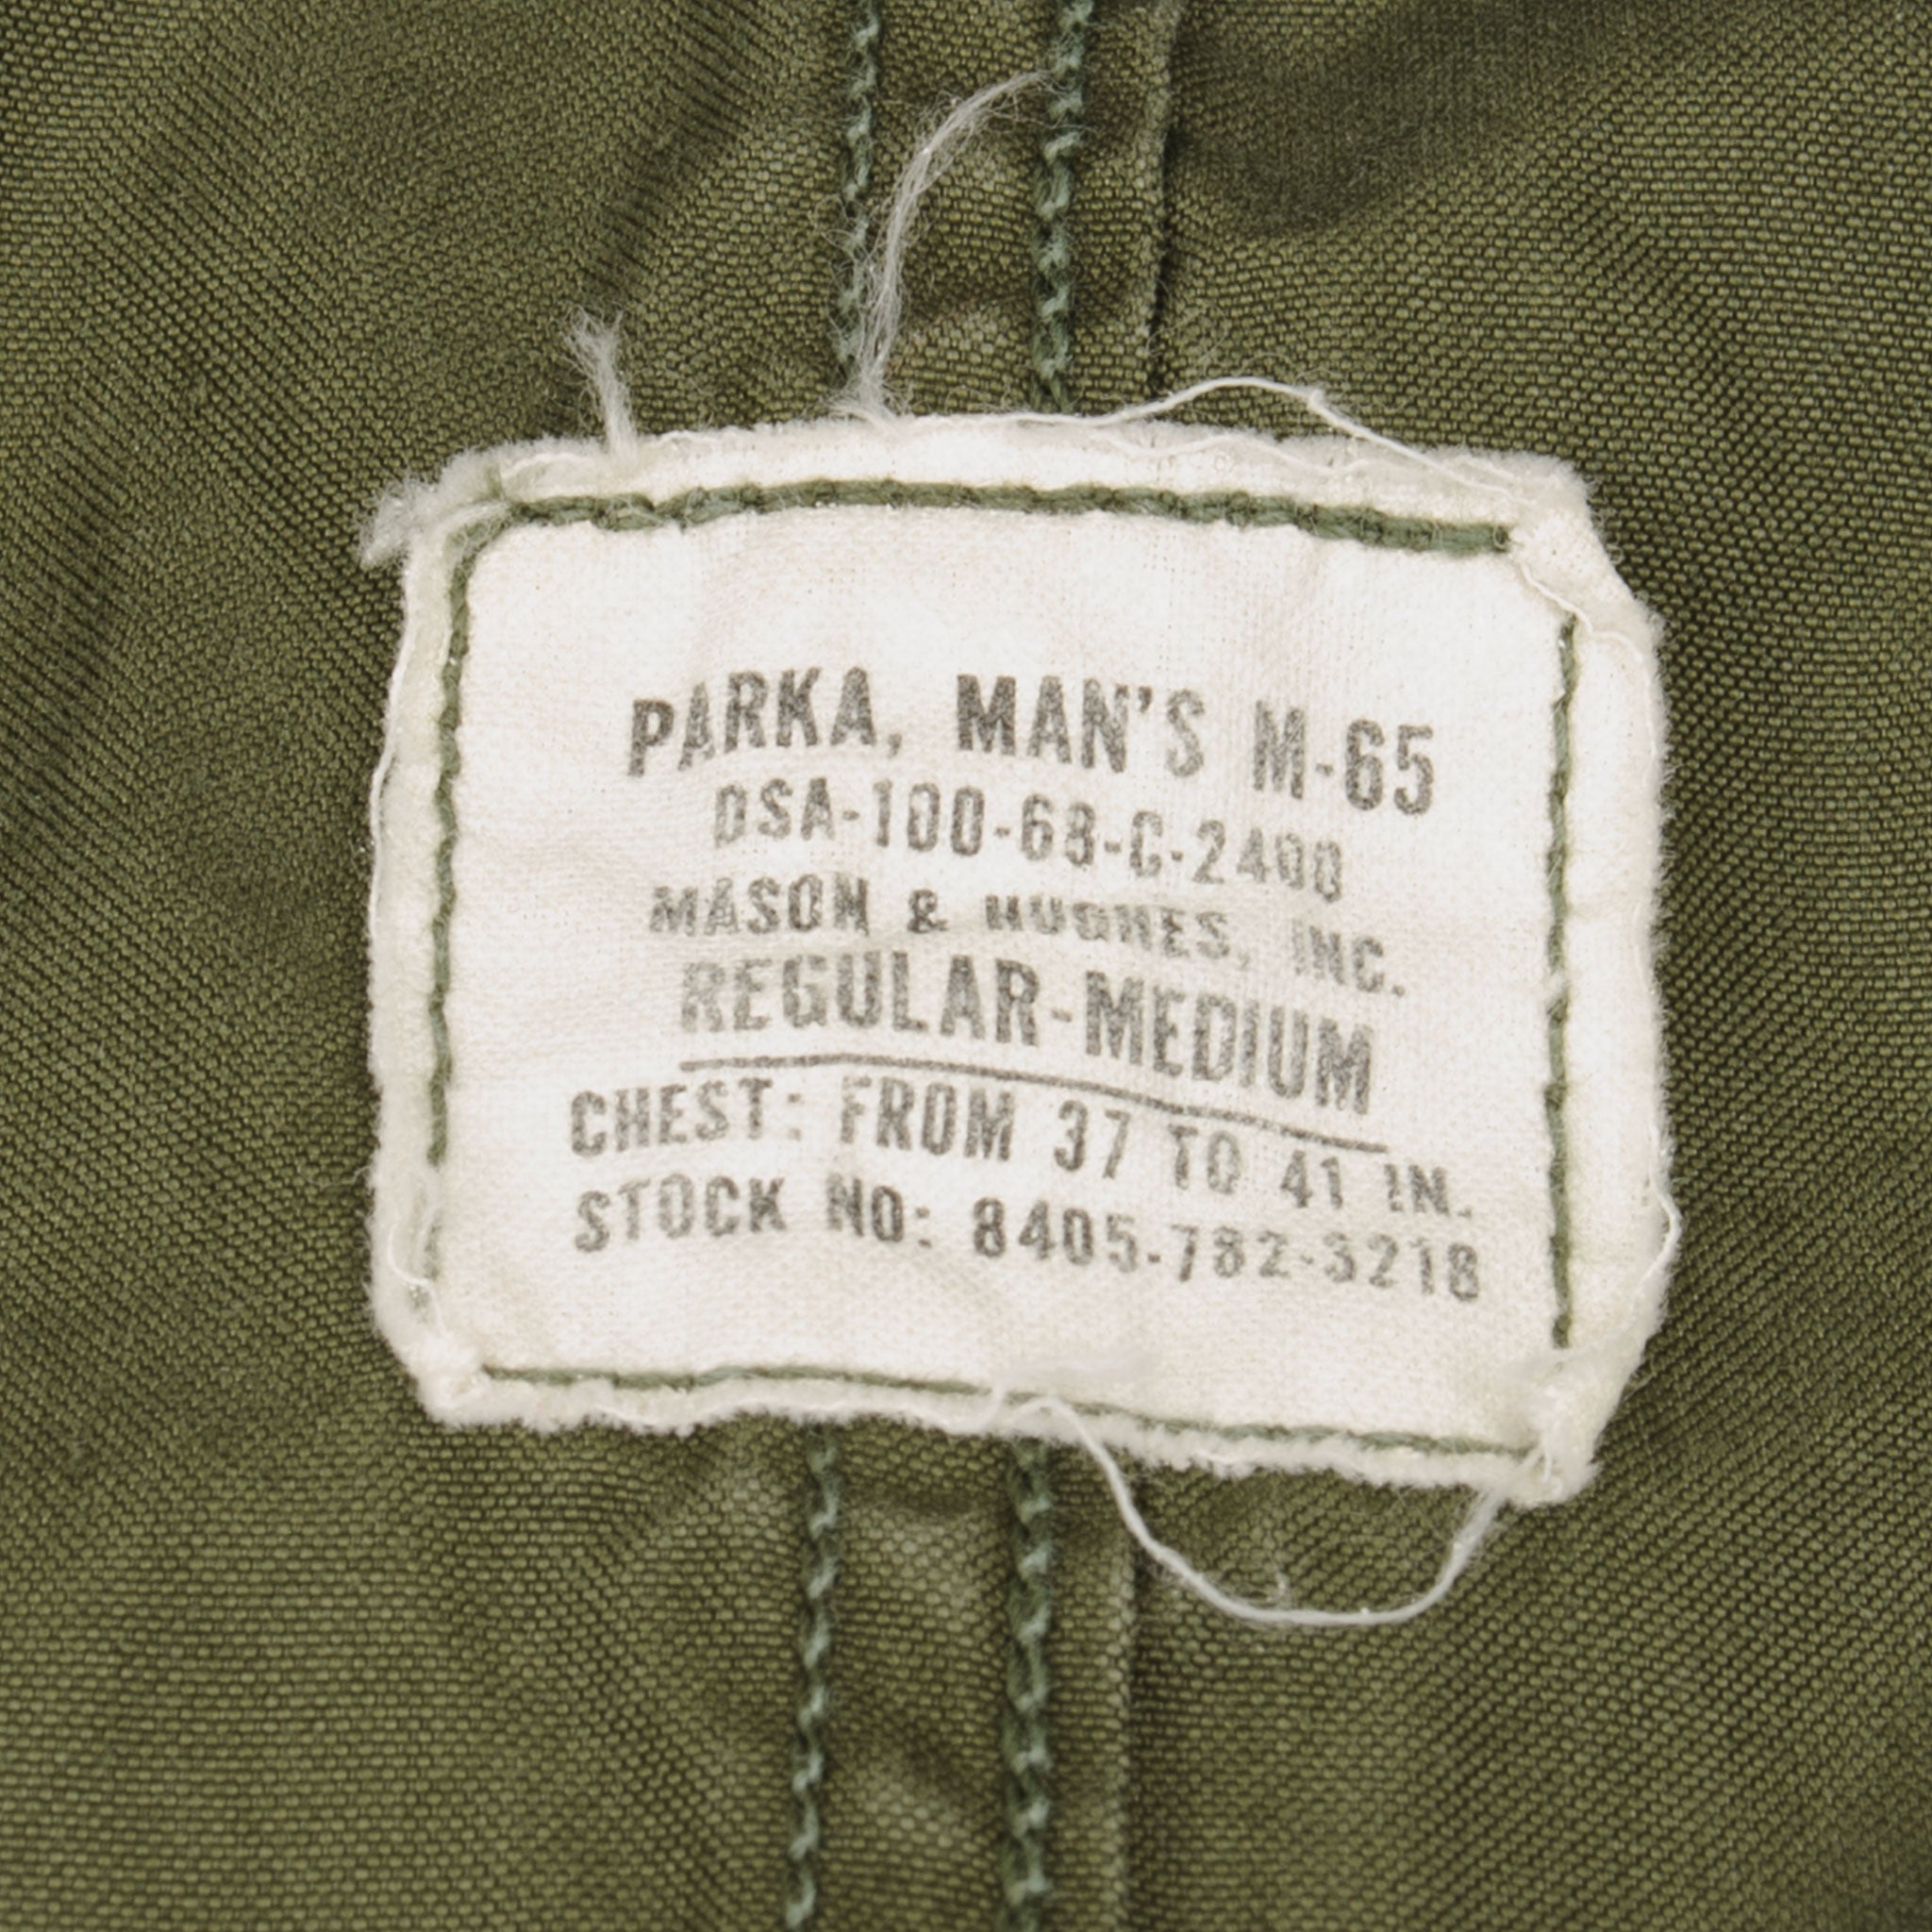 PARKA, MAN'S M-65
DSA-100-68-C-2400
MASON & HUGHES, INC.
REGULAR-MEDIUM
CHEST: FROM 37 TO 41 IN.
STOCK NO: 8405-782-3218